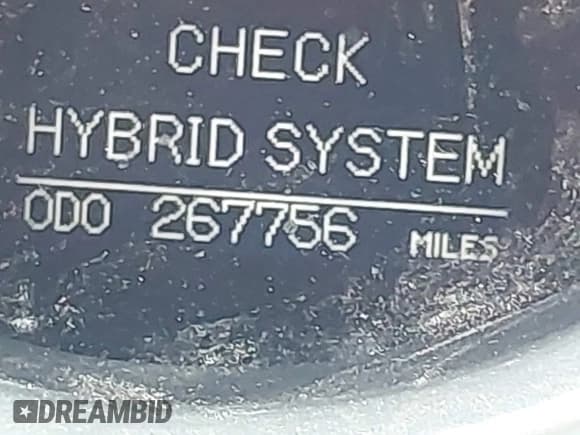 CHECK
HYBRID SYSTEM
ODO 267756 MILES
DREAMBID